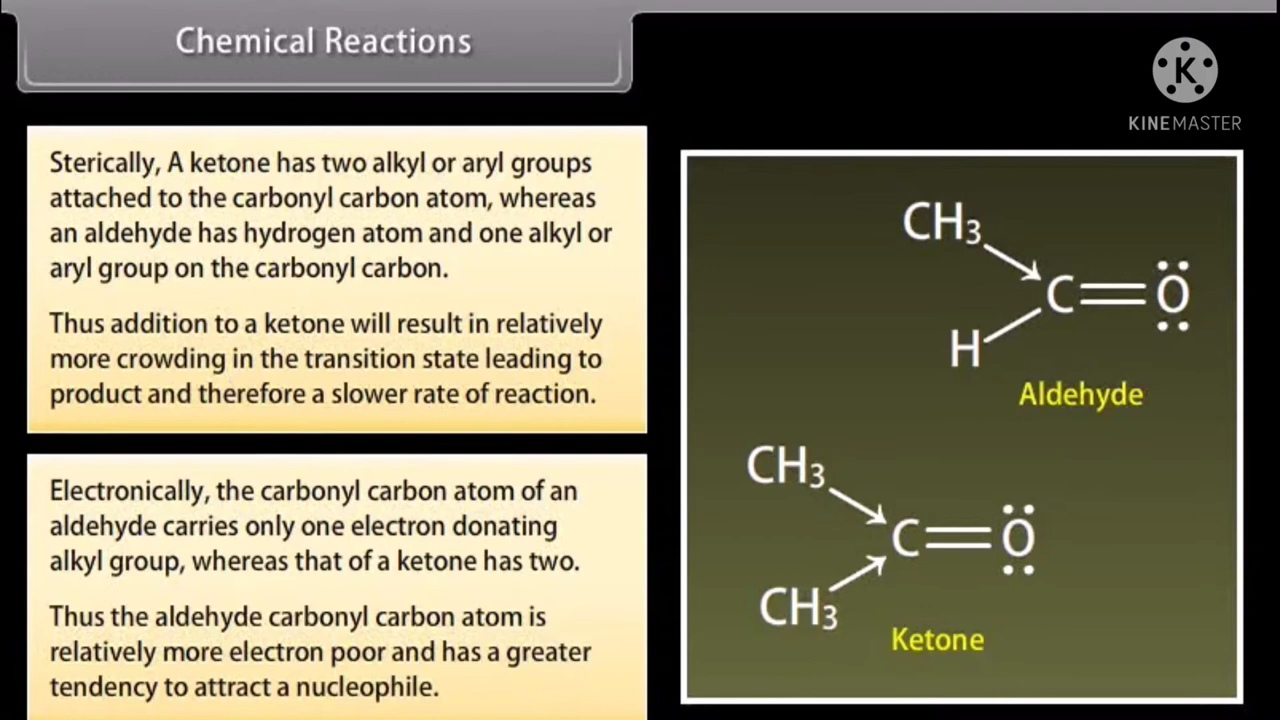 Chemical Reactions
K
KINEMASTER
Sterically, A ketone has two alkyl or aryl groups
attached to the carbonyl carbon atom, whereas
an aldehyde has hydrogen atom and one alkyl or
aryl group on the carbonyl carbon.
Thus addition to a ketone will result in relatively
more crowding in the transition state leading to
product and therefore a slower rate of reaction.
Electronically, the carbonyl carbon atom of an
aldehyde carries only one electron donating
alkyl group, whereas that of a ketone has two.
Thus the aldehyde carbonyl carbon atom is
relatively more electron poor and has a greater
tendency to attract a nucleophile.
CH₃
C=O
H
Aldehyde
CH₃
C=O
CH₃
Ketone